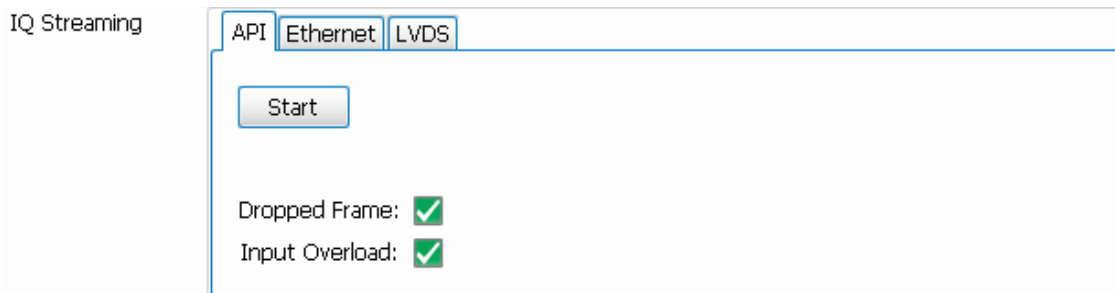 IQ Streaming
API Ethernet LVDS
Start
Dropped Frame:
Input Overload: